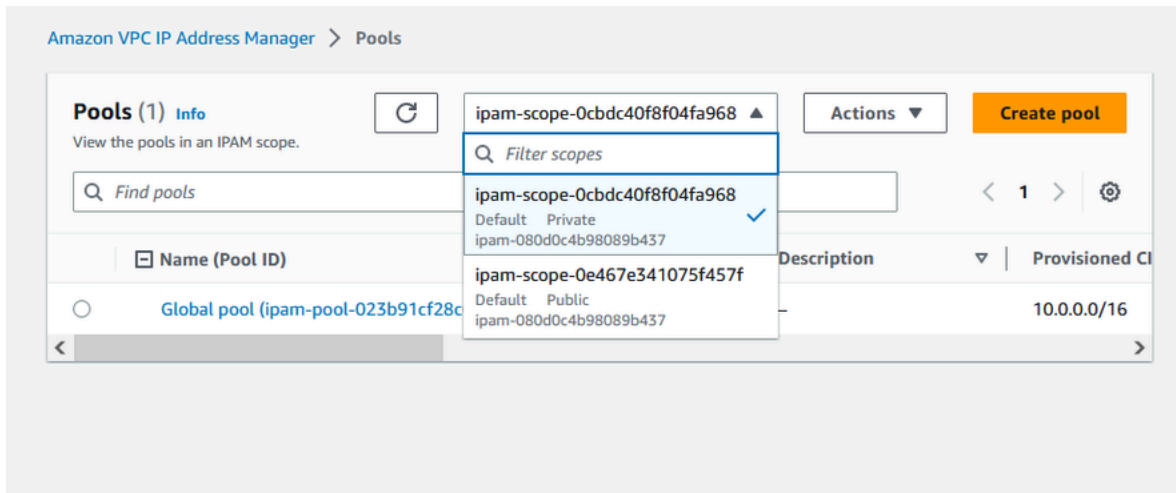 Amazon VPC IP Address Manager > Pools
Pools (1) Info
View the pools in an IPAM scope.
ipam-scope-0cbdc40f8f04fa968
Actions
Create pool
Filter scopes
Find pools
1
ipam-scope-0cbdc40f8f04fa968
Default Private
ipam-080d0c4b98089b437
ipam-scope-0e467e341075f457f
Default Public
ipam-080d0c4b98089b437
Name (Pool ID)
Description
Provisioned CI
Global pool (ipam-pool-023b91cf28c
–
10.0.0.0/16